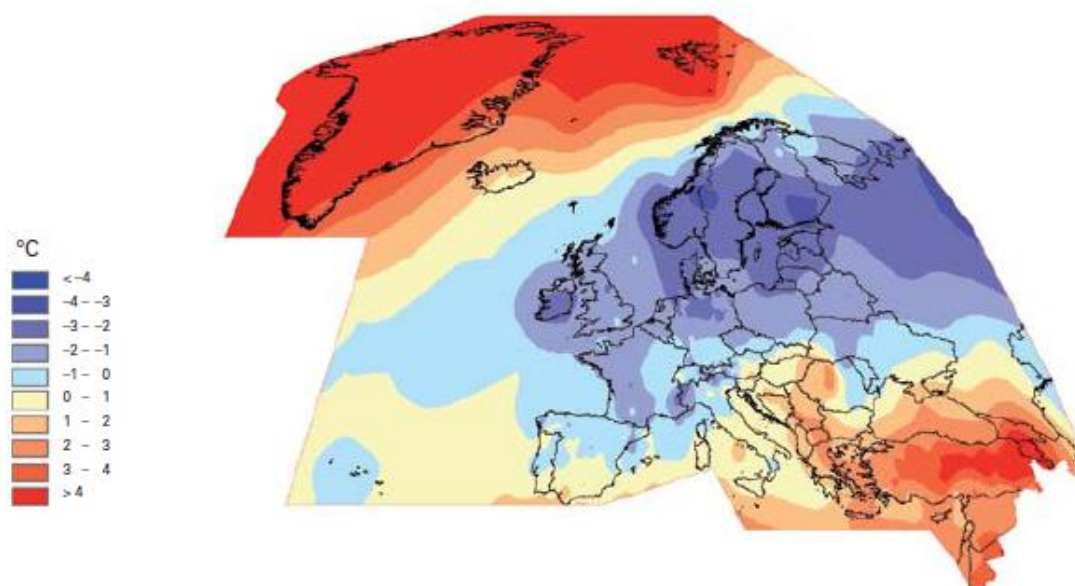 °C
< –4
–4 – –3
–3 – –2
–2 – –1
–1 – 0
0 – 1
1 – 2
2 – 3
3 – 4
> 4